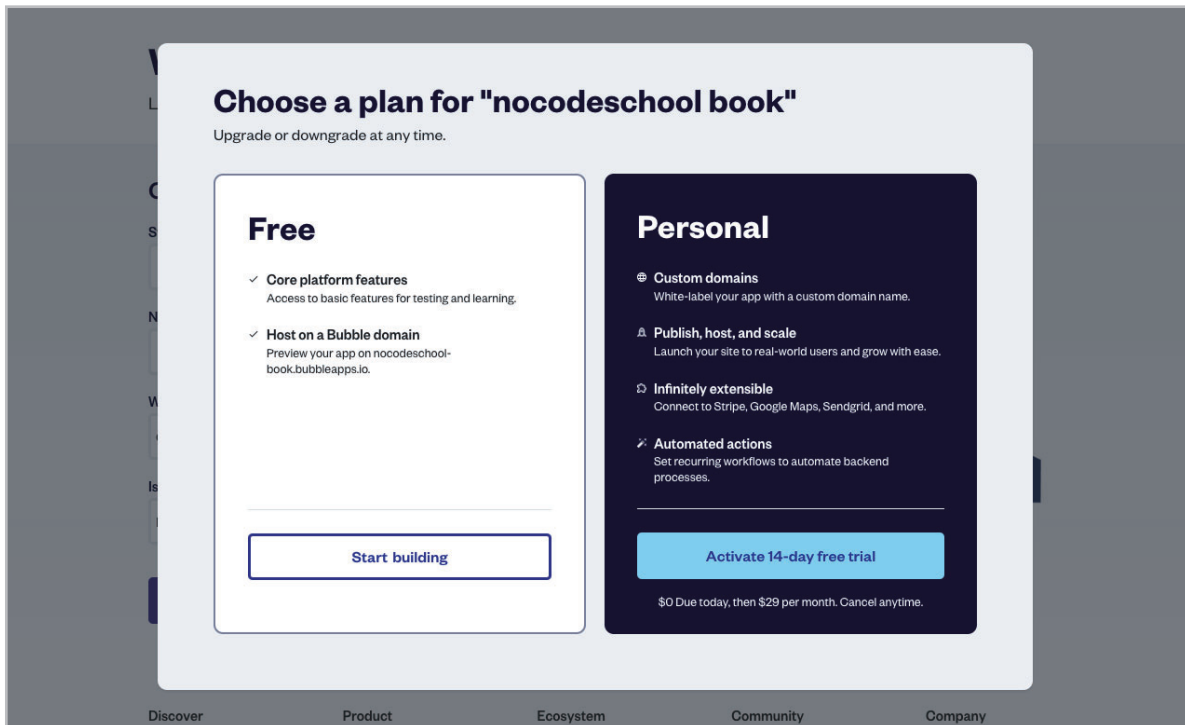 Choose a plan for "nocodeschool book"
Upgrade or downgrade at any time.
Free
Core platform features
Access to basic features for testing and learning.
Host on a Bubble domain
Preview your app on nocodeschool-
book.bubbleapps.io.
Start building
Personal
Custom domains
White-label your app with a custom domain name.
Publish, host, and scale
Launch your site to real-world users and grow with ease.
Infinitely extensible
Connect to Stripe, Google Maps, Sendgrid, and more.
Automated actions
Set recurring workflows to automate backend
processes.
Activate 14-day free trial
$0 Due today, then $29 per month. Cancel anytime.
Discover
Product
Ecosystem
Community
Company